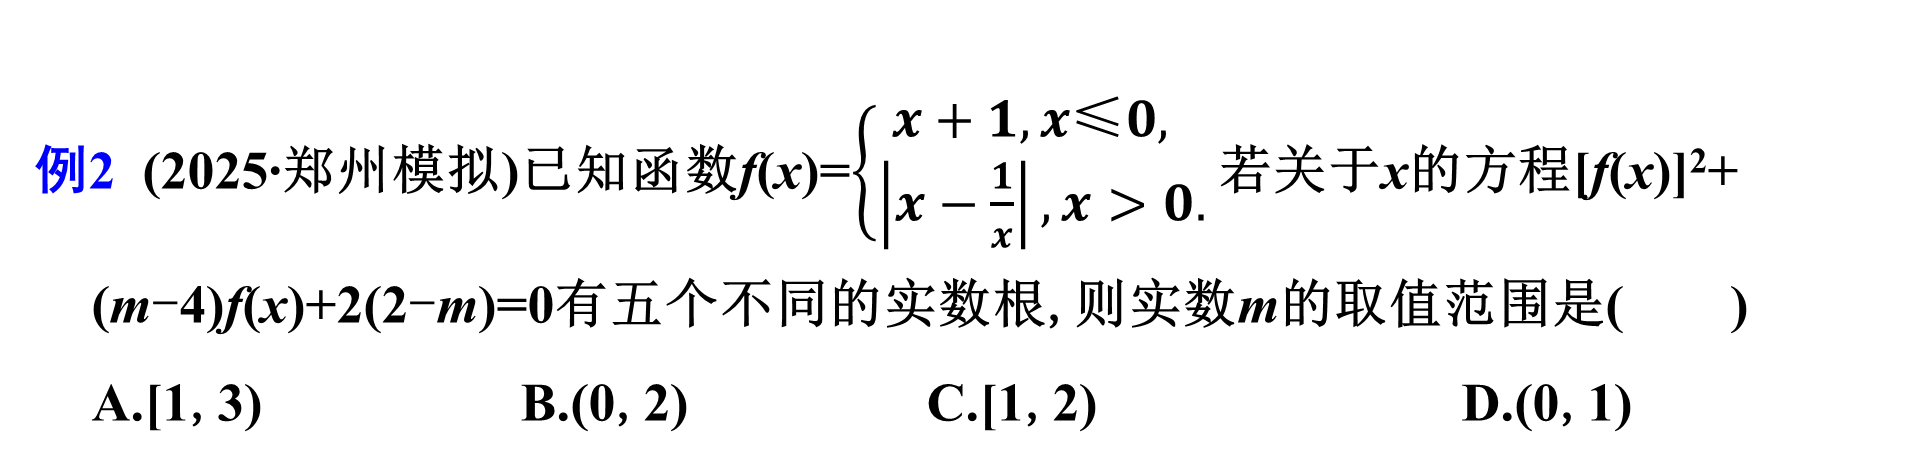 例2 (2025·郑州模拟)已知函数f(x)={x+1,x≤0, |x−1/x|,x>0. 若关于x的方程[f(x)]²+
(m−4)f(x)+2(2−m)=0有五个不同的实数根,则实数m的取值范围是(  )
A.[1, 3) B.(0, 2) C.[1, 2) D.(0, 1)